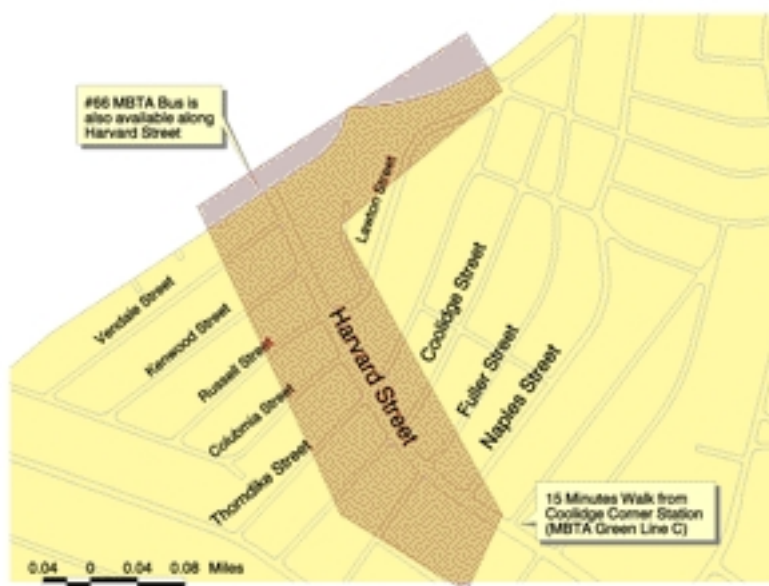 #66 MBTA Bus is
also available along
Harvard Street
Lawton Street
Verndale Street
Kenwood Street
Russell Street
Colubmia Street
Thorndike Street
Harvard Street
Coolidge Street
Fuller Street
Naples Street
15 Minutes Walk from
Coolidge Corner Station
(MBTA Green Line C)
0.04 0 0.04 0.08 Miles